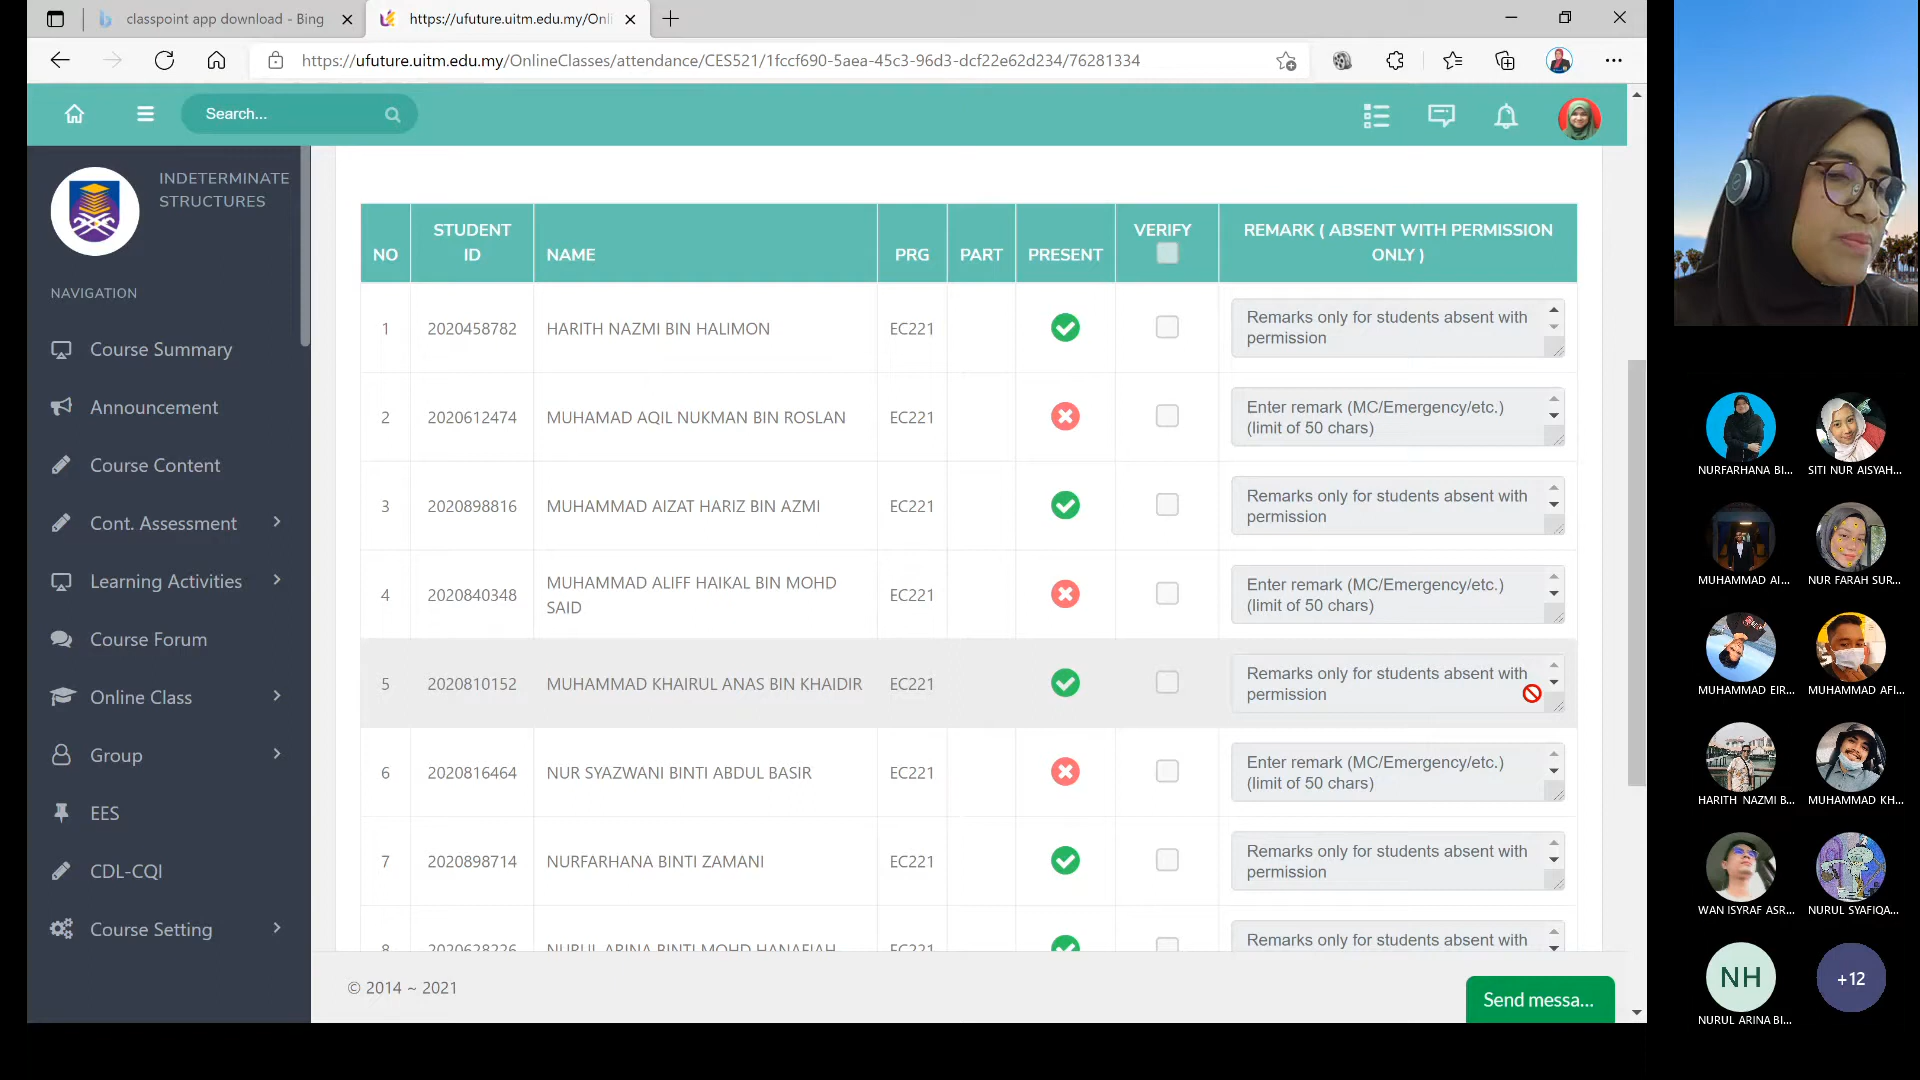 classpoint app download - Bing
https://ufuture.uitm.edu.my/Onli
https://ufuture.uitm.edu.my/OnlineClasses/attendance/CES521/1fccf690-5aea-45c3-96d3-dcf22e62d234/76281334
Search...
INDETERMINATE
STRUCTURES
NAVIGATION
Course Summary
Announcement
Course Content
Cont. Assessment
Learning Activities
Course Forum
Online Class
Group
EES
CDL-CQI
Course Setting
NO STUDENT ID NAME PRG PART PRESENT VERIFY REMARK ( ABSENT WITH PERMISSION ONLY )
1 2020458782 HARITH NAZMI BIN HALIMON EC221 Remarks only for students absent with permission
2 2020612474 MUHAMAD AQIL NUKMAN BIN ROSLAN EC221 Enter remark (MC/Emergency/etc.) (limit of 50 chars)
3 2020898816 MUHAMMAD AIZAT HARIZ BIN AZMI EC221 Remarks only for students absent with permission
4 2020840348 MUHAMMAD ALIFF HAIKAL BIN MOHD SAID EC221 Enter remark (MC/Emergency/etc.) (limit of 50 chars)
5 2020810152 MUHAMMAD KHAIRUL ANAS BIN KHAIDIR EC221 Remarks only for students absent with permission
6 2020816464 NUR SYAZWANI BINTI ABDUL BASIR EC221 Enter remark (MC/Emergency/etc.) (limit of 50 chars)
7 2020898714 NURFARHANA BINTI ZAMANI EC221 Remarks only for students absent with permission
8 2020628226 NURUL ARINA BINTI MOHD HANAFIAH EC221 Remarks only for students absent with
© 2014 ~ 2021
Send messa...
NURFARHANA BI...
SITI NUR AISYAH...
MUHAMMAD AI...
NUR FARAH SUR...
MUHAMMAD EIR...
MUHAMMAD AFI...
HARITH NAZMI B...
MUHAMMAD KH...
WAN ISYRAF ASR...
NURUL SYAFIQA...
NH
+12
NURUL ARINA BI...